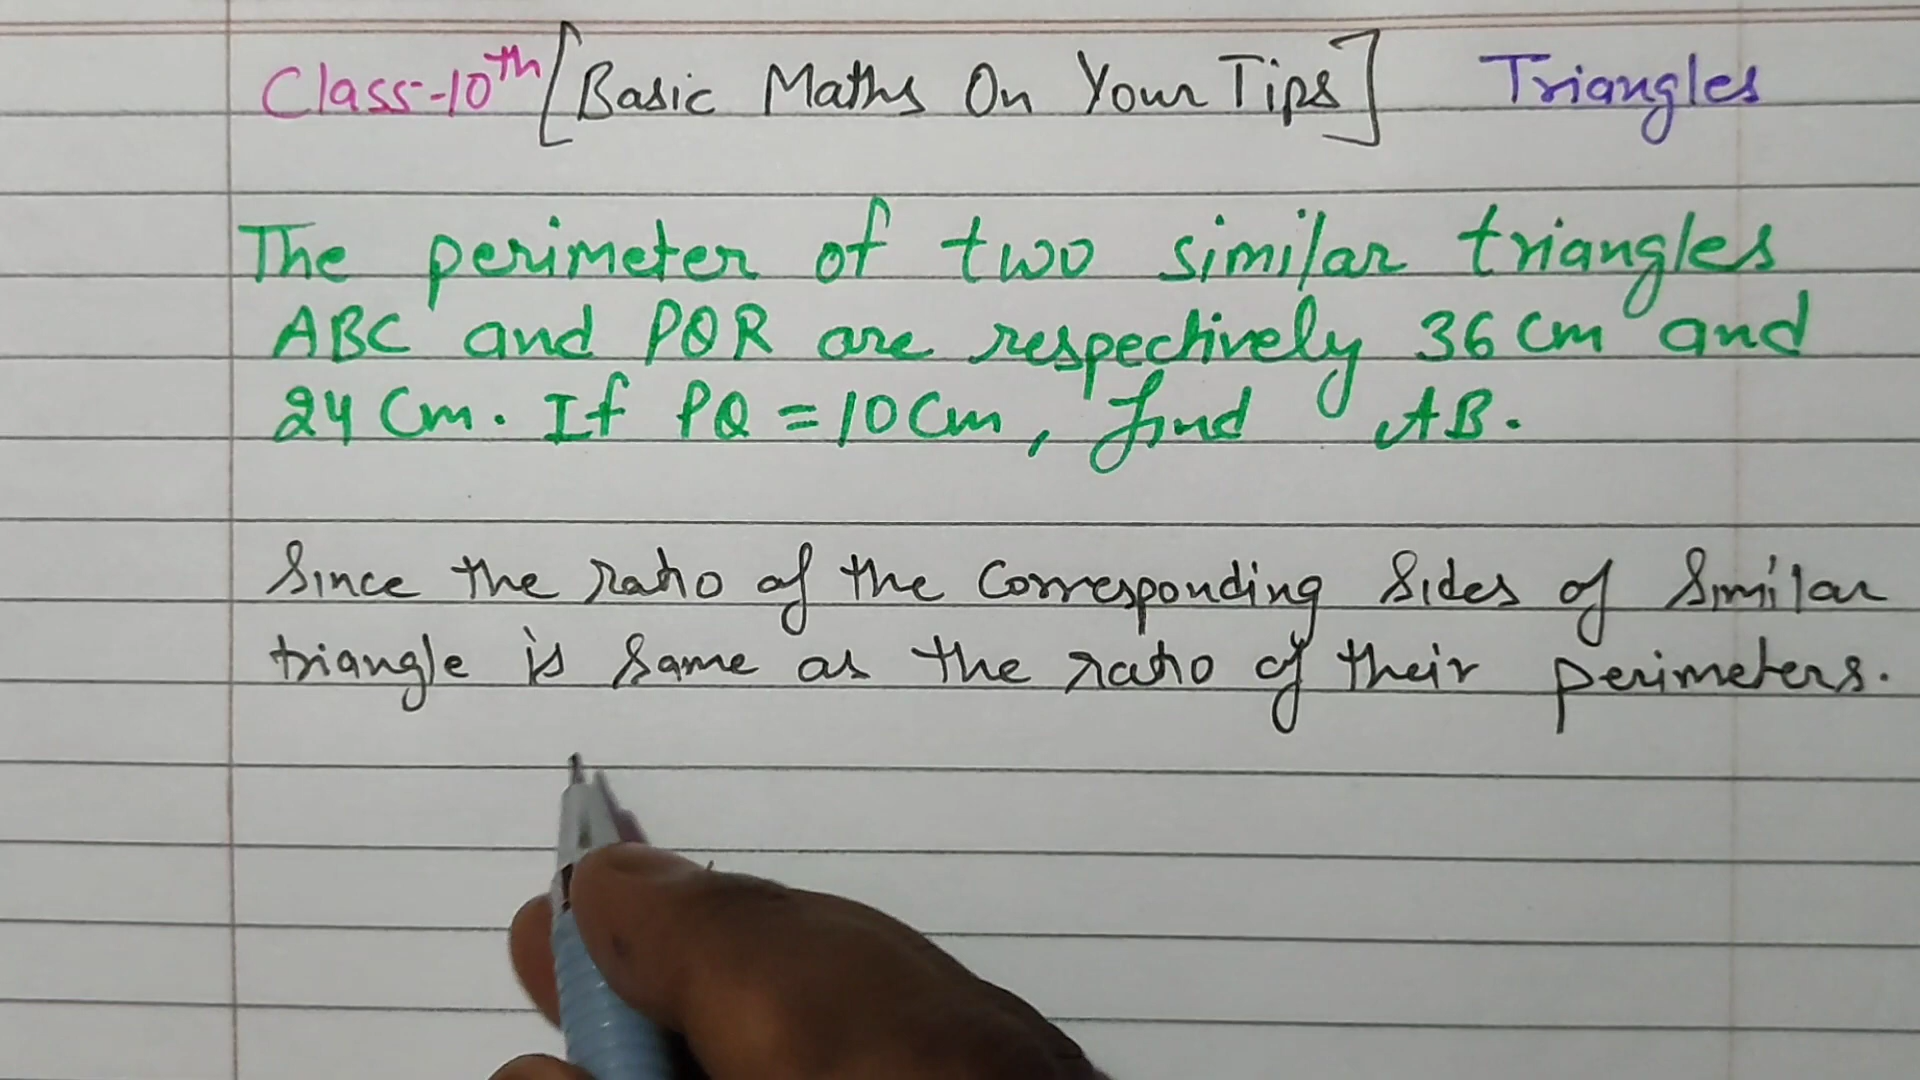 Class-10th [Basic Maths On Your Tips] Triangles
The perimeter of two similar triangles
ABC and PQR are respectively 36 cm and
24 cm. If PQ = 10 cm, find AB.
Since the ratio of the corresponding sides of similar
triangle is same as the ratio of their perimeters.